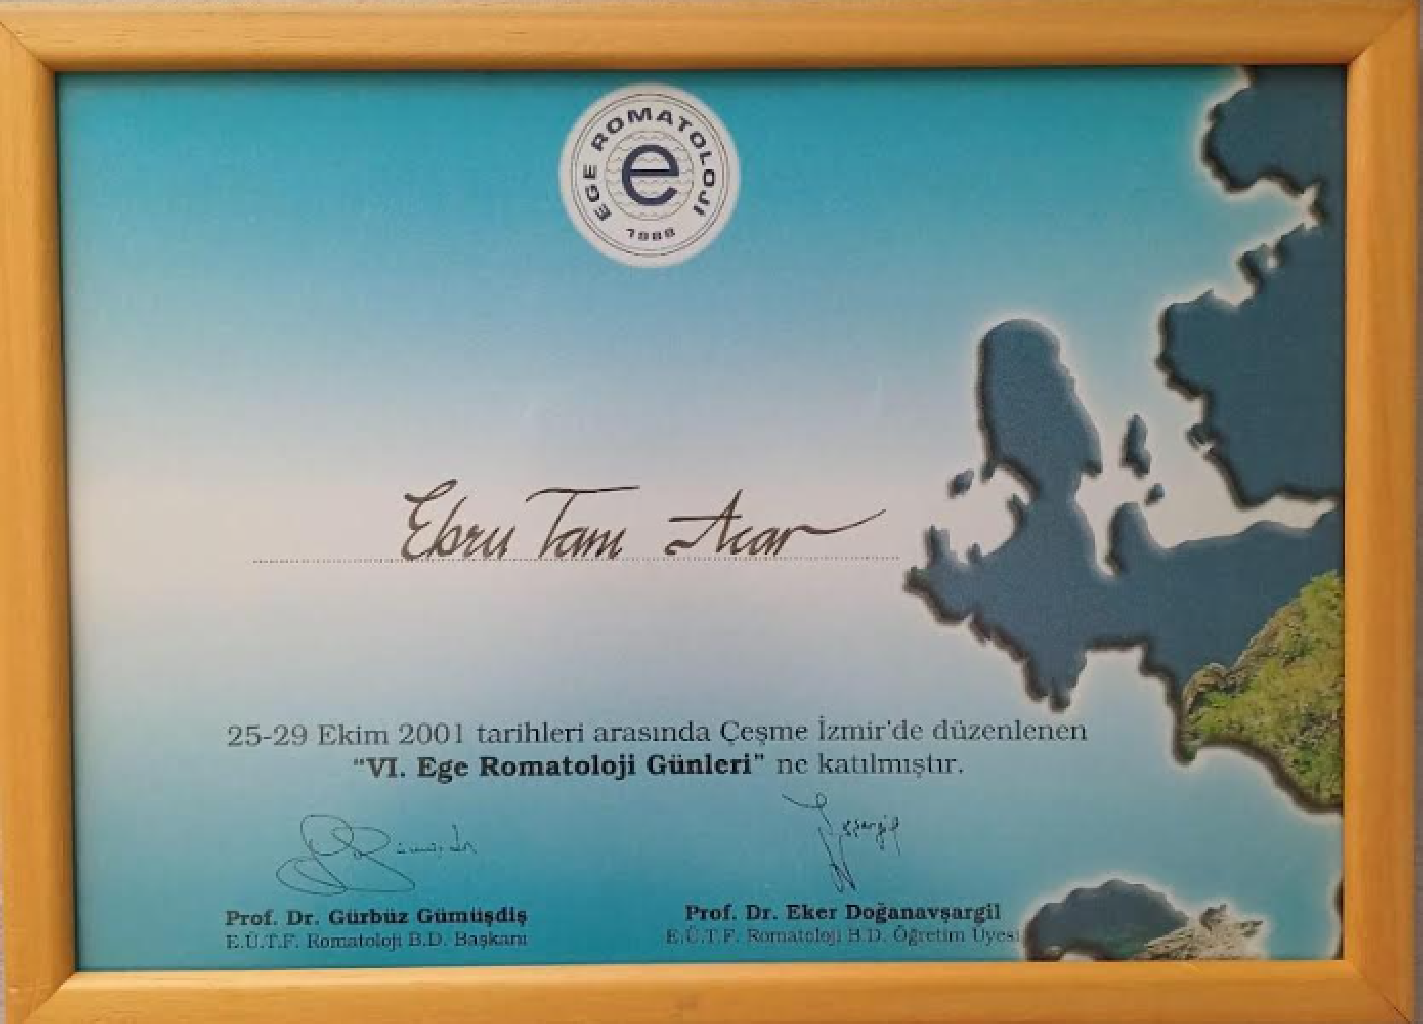 EGE ROMATOLOJİ
e
1988
Ebru Tanı Acar
25-29 Ekim 2001 tarihleri arasında Çeşme İzmir'de düzenlenen
"VI. Ege Romatoloji Günleri" ne katılmıştır.
Prof. Dr. Gürbüz Gümüşdiş
Prof. Dr. Eker Doğanavşargil
E.Ü.T.F. Romatoloji B.D. Başkanı
E.Ü.T.F. Romatoloji B.D. Öğretim Üyesi